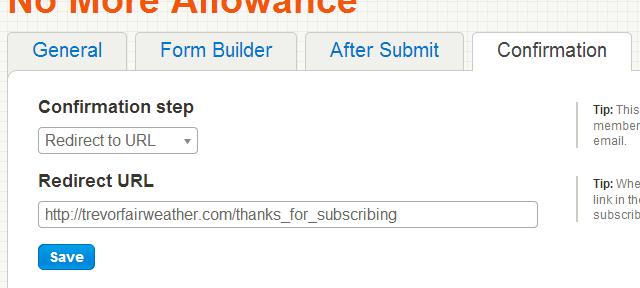 No More Allowance
General
Form Builder
After Submit
Confirmation
Confirmation step
Tip: This
member
email.
Redirect to URL
Redirect URL
Tip: Whe
link in the
subscrib
http://trevorfairweather.com/thanks_for_subscribing
Save